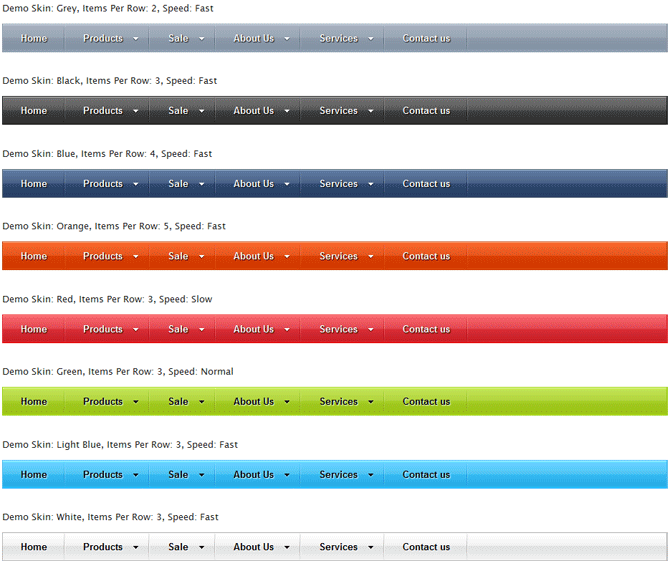 Demo Skin: Grey, Items Per Row: 2, Speed: Fast
Home Products Sale About Us Services Contact us
Demo Skin: Black, Items Per Row: 3, Speed: Fast
Home Products Sale About Us Services Contact us
Demo Skin: Blue, Items Per Row: 4, Speed: Fast
Home Products Sale About Us Services Contact us
Demo Skin: Orange, Items Per Row: 5, Speed: Fast
Home Products Sale About Us Services Contact us
Demo Skin: Red, Items Per Row: 3, Speed: Slow
Home Products Sale About Us Services Contact us
Demo Skin: Green, Items Per Row: 3, Speed: Normal
Home Products Sale About Us Services Contact us
Demo Skin: Light Blue, Items Per Row: 3, Speed: Fast
Home Products Sale About Us Services Contact us
Demo Skin: White, Items Per Row: 3, Speed: Fast
Home Products Sale About Us Services Contact us